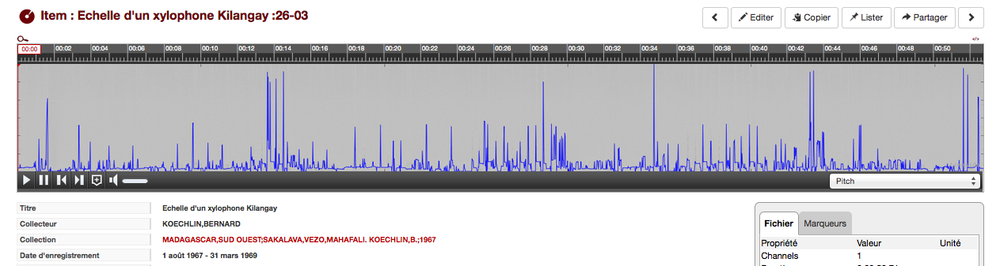 Item : Echelle d'un xylophone Kilangay :26-03
Editer Copier Lister Partager
</>
00:00 00:02 00:04 00:06 00:08 00:10 00:12 00:14 00:16 00:18 00:20 00:22 00:24 00:26 00:28 00:30 00:32 00:34 00:36 00:38 00:40 00:42 00:44 00:46 00:48 00:50
Pitch
Titre Echelle d'un xylophone Kilangay
Collecteur KOECHLIN,BERNARD
Collection MADAGASCAR,SUD OUEST;SAKALAVA,VEZO,MAHAFALI. KOECHLIN,B.;1967
Date d'enregistrement 1 août 1967 - 31 mars 1969
Fichier Marqueurs
Propriété Valeur Unité
Channels 1